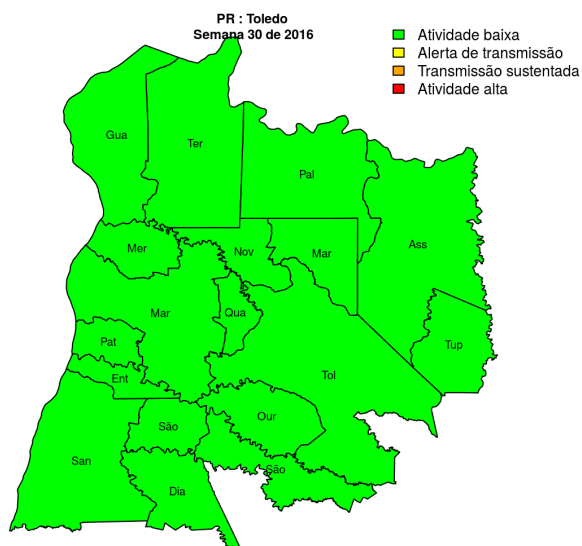 PR : Toledo
Semana 30 de 2016
Atividade baixa
Alerta de transmissão
Transmissão sustentada
Atividade alta
Gua
Ter
Pal
Mer
Nov
Mar
Ass
Mar
Qua
Pat
Tup
Ent
Tol
Our
São
San
São
Dia